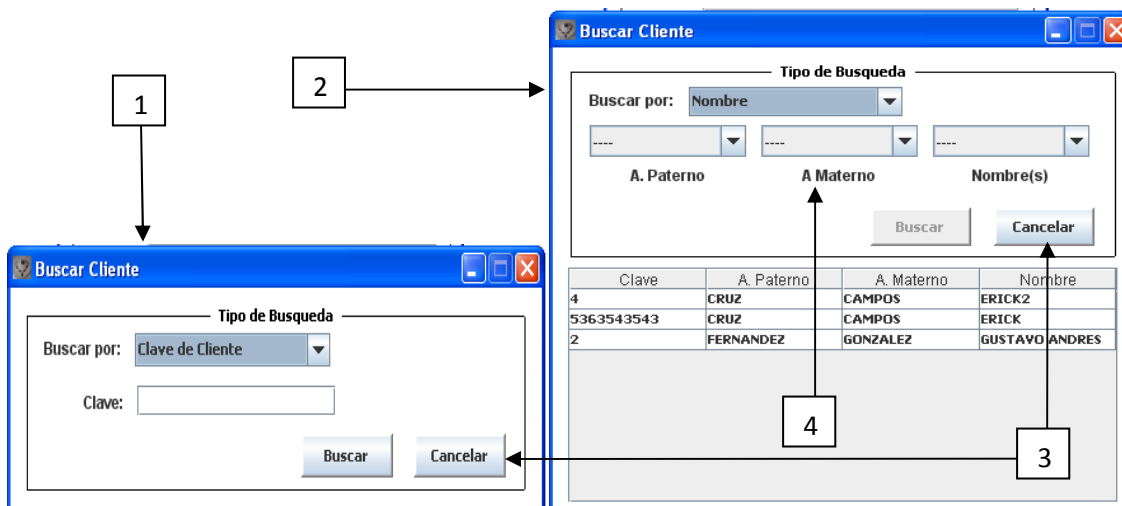 Buscar Cliente
Tipo de Busqueda
Buscar por: Nombre
---- ---- ----
A. Paterno A Materno Nombre(s)
Buscar Cancelar
Clave A. Paterno A. Materno Nombre
4 CRUZ CAMPOS ERICK2
5363543543 CRUZ CAMPOS ERICK
2 FERNANDEZ GONZALEZ GUSTAVO ANDRES
2
1
Buscar Cliente
Tipo de Busqueda
Buscar por: Clave de Cliente
Clave:
Buscar Cancelar
4
3